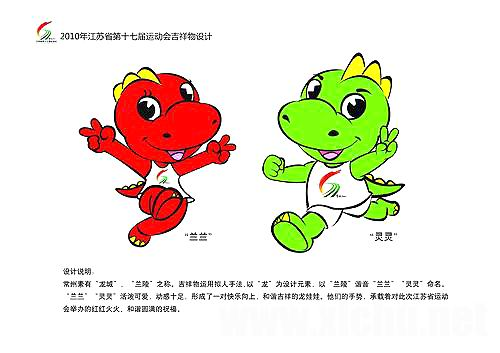 2010年江苏省第十七届运动会吉祥物设计
“兰兰” “灵灵”
设计说明：
常州素有“龙城”、“兰陵”之称。吉祥物运用拟人手法，以“龙”为设计元素，以“兰陵”谐音“兰兰”“灵灵”命名。
“兰兰”“灵灵”活泼可爱，动感十足，形成了一对快乐向上、和谐吉祥的龙娃娃。他们的手势，承载着对此次江苏省运动
会举办的红红火火、和谐圆满的祝福。